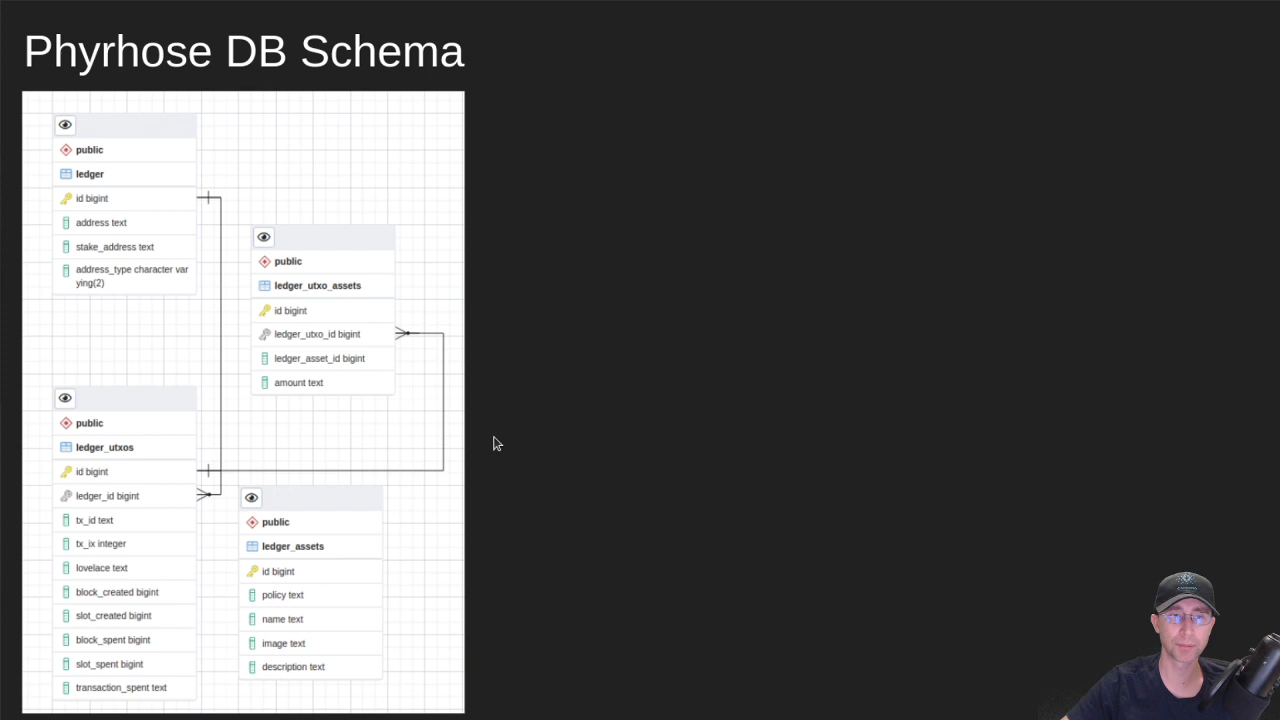 Phyrhose DB Schema
public
ledger
id bigint
address text
stake_address text
address_type character var
ying(2)
public
ledger_utxo_assets
id bigint
ledger_utxo_id bigint
ledger_asset_id bigint
amount text
public
ledger_utxos
id bigint
ledger_id bigint
tx_id text
tx_ix integer
lovelace text
block_created bigint
slot_created bigint
block_spent bigint
slot_spent bigint
transaction_spent text
public
ledger_assets
id bigint
policy text
name text
image text
description text